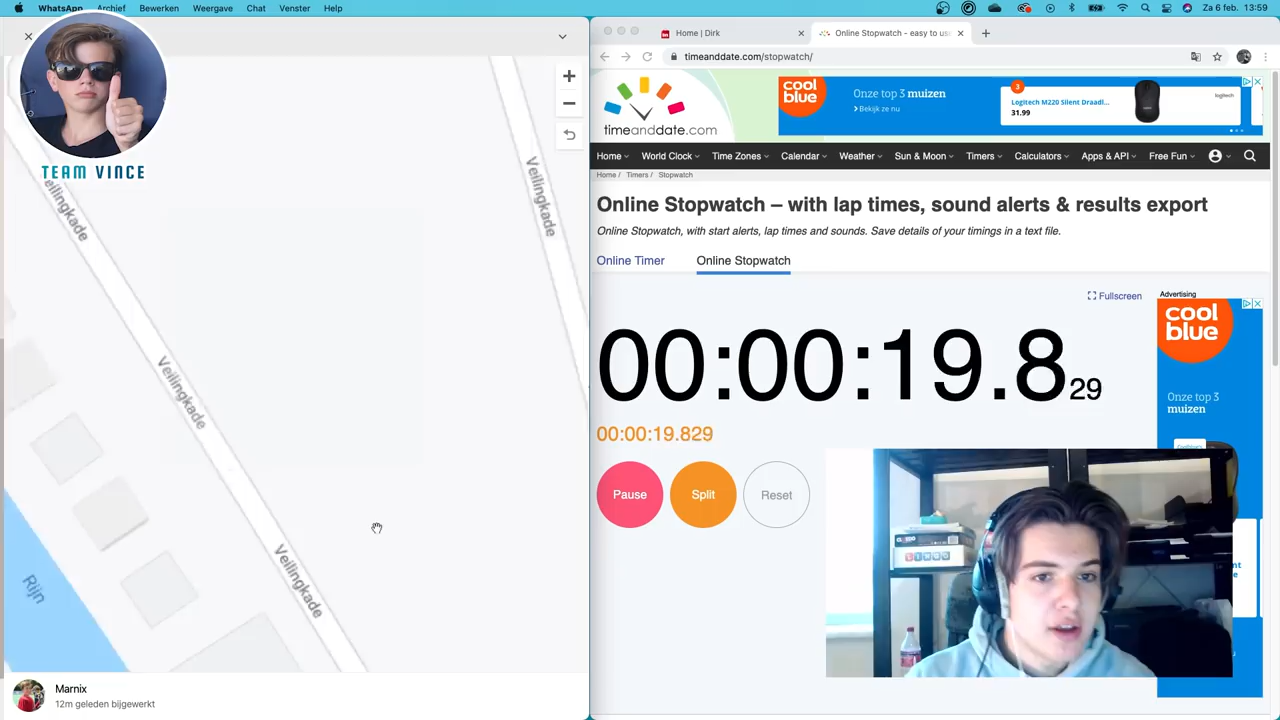 WhatsApp Archief Bewerken Weergave Chat Venster Help
Za 6 feb. 13:59
TEAM VINCE
Veilingkade
Veilingkade
Veilingkade
Veilingkade
Rijn
Marnix
12m geleden bijgewerkt
Home | Dirk
Online Stopwatch - easy to us
timeanddate.com/stopwatch/
timeanddate.com
cool
blue
Onze top 3
muizen
Bekijk ze nu
3
Logitech M220 Silent Draadl...
31.99
logitech
Home World Clock Time Zones Calendar Weather Sun & Moon Timers Calculators Apps & API Free Fun
Home / Timers / Stopwatch
Online Stopwatch – with lap times, sound alerts & results export
Online Stopwatch, with start alerts, lap times and sounds. Save details of your timings in a text file.
Online Timer Online Stopwatch
Fullscreen
Advertising
00:00:19.829
00:00:19.829
Pause Split Reset
cool
blue
Onze top 3
muizen